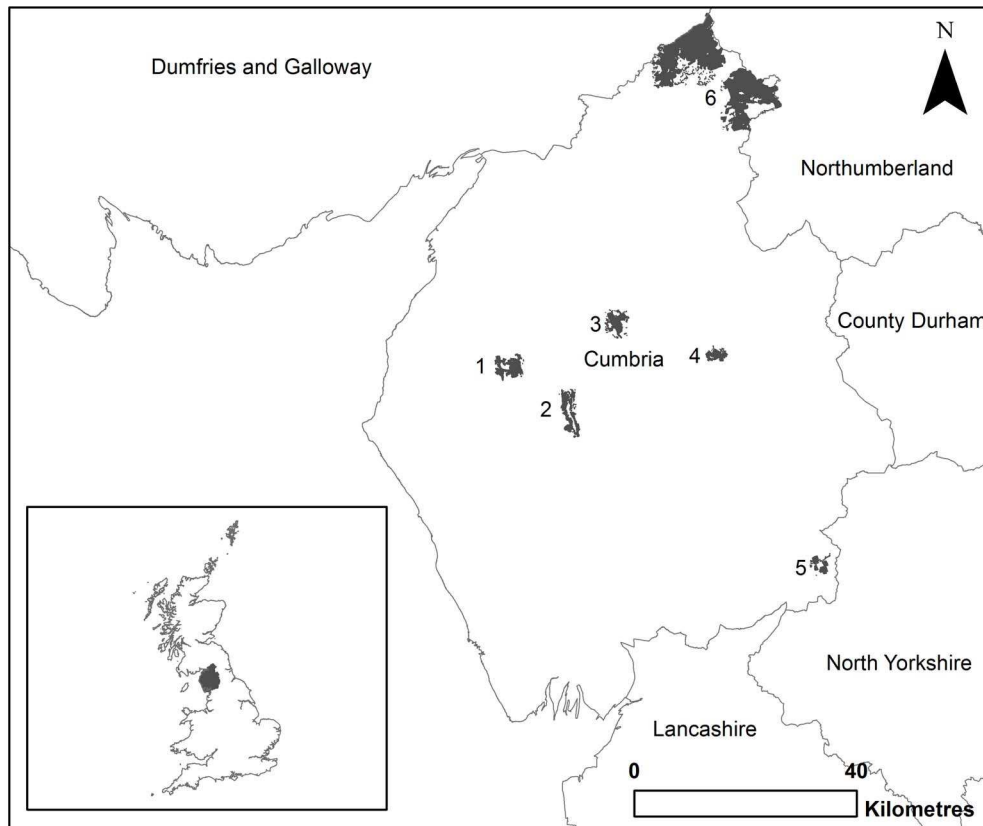 Dumfries and Galloway
N
6
Northumberland
County Durham
3
Cumbria
4
1
2
5
North Yorkshire
Lancashire
0 40
Kilometres